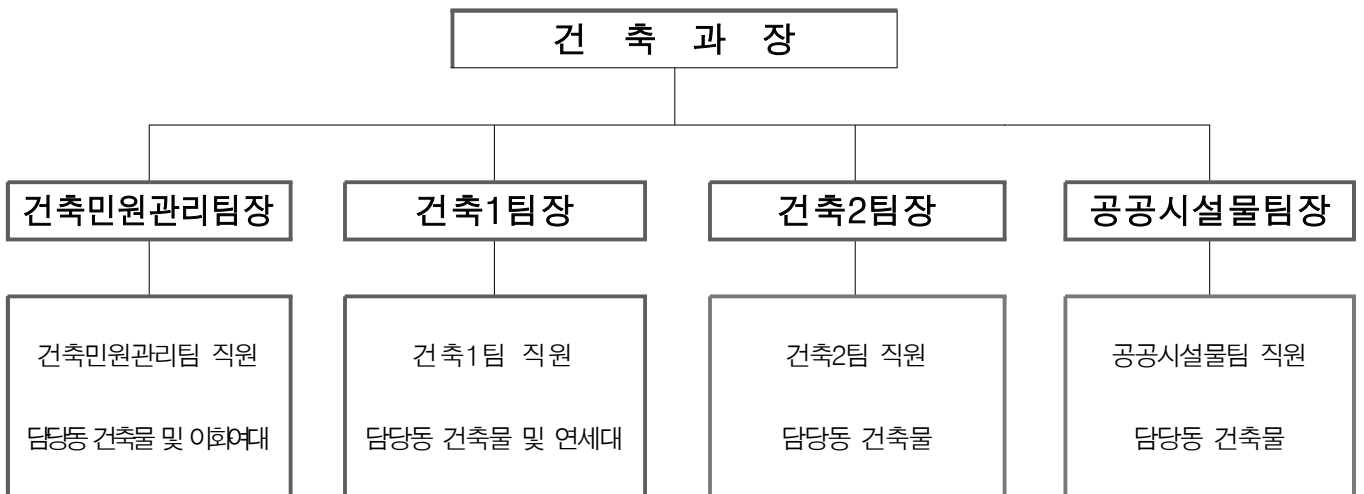 건 축 과 장
건축민원관리팀장
건축1팀장
건축2팀장
공공시설물팀장
건축민원관리팀 직원
담당동 건축물 및 이화여대
건축1팀 직원
담당동 건축물 및 연세대
건축2팀 직원
담당동 건축물
공공시설물팀 직원
담당동 건축물